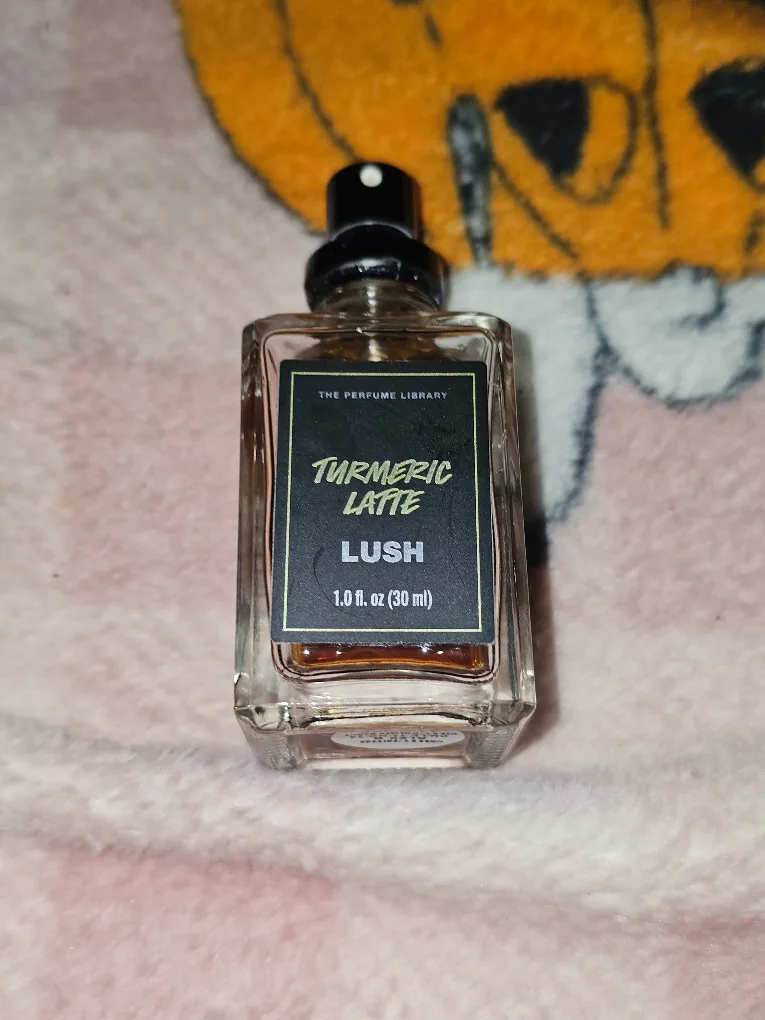 THE PERFUME LIBRARY
TURMERIC
LATTE
LUSH
1.0 fl. oz (30 ml)